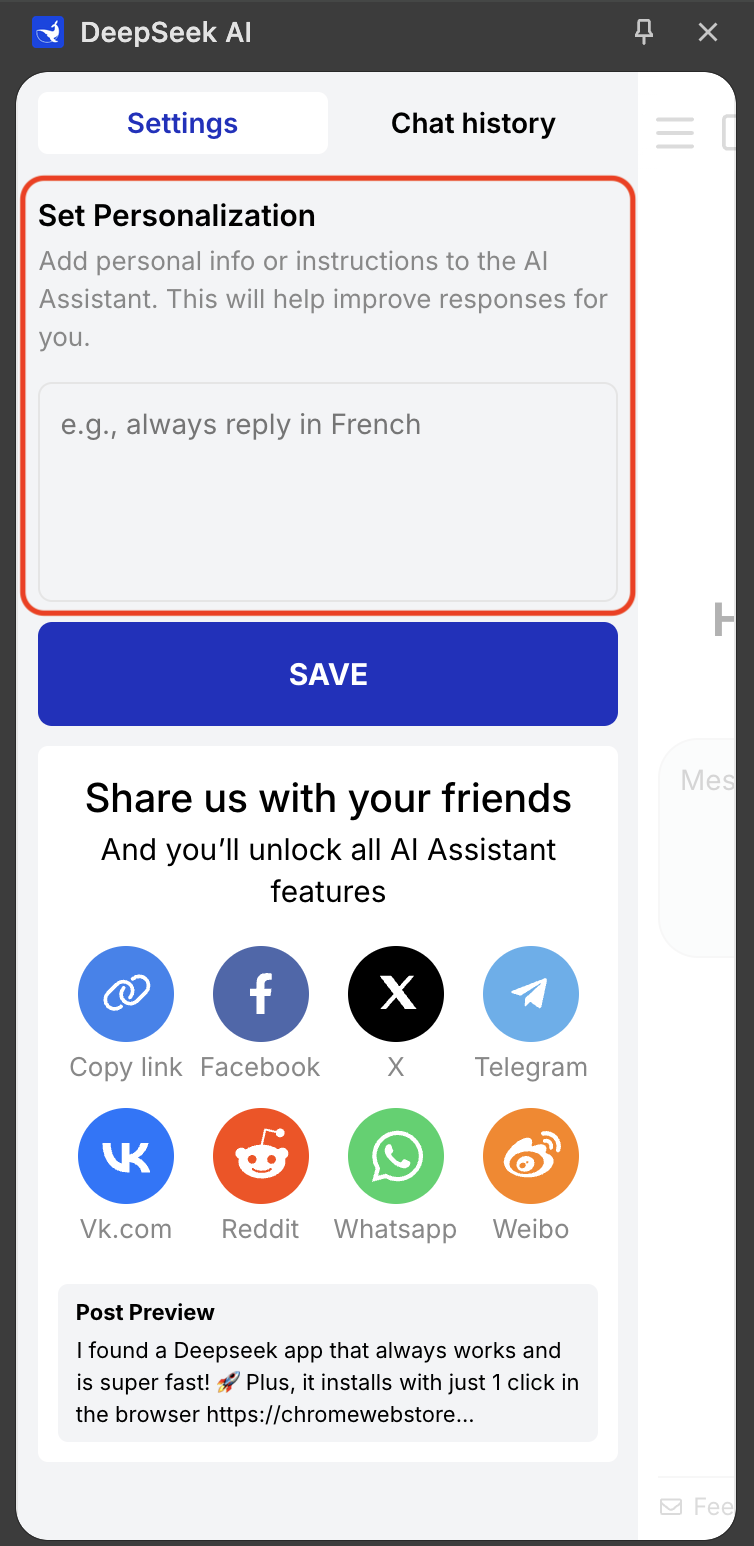 DeepSeek AI
Settings
Chat history
Set Personalization
Add personal info or instructions to the AI
Assistant. This will help improve responses for
you.
e.g., always reply in French
SAVE
Share us with your friends
And you’ll unlock all AI Assistant
features
Copy link
Facebook
X
Telegram
Vk.com
Reddit
Whatsapp
Weibo
Post Preview
I found a Deepseek app that always works and
is super fast! 🚀 Plus, it installs with just 1 click in
the browser https://chromewebstore...
H
Mes
Fee